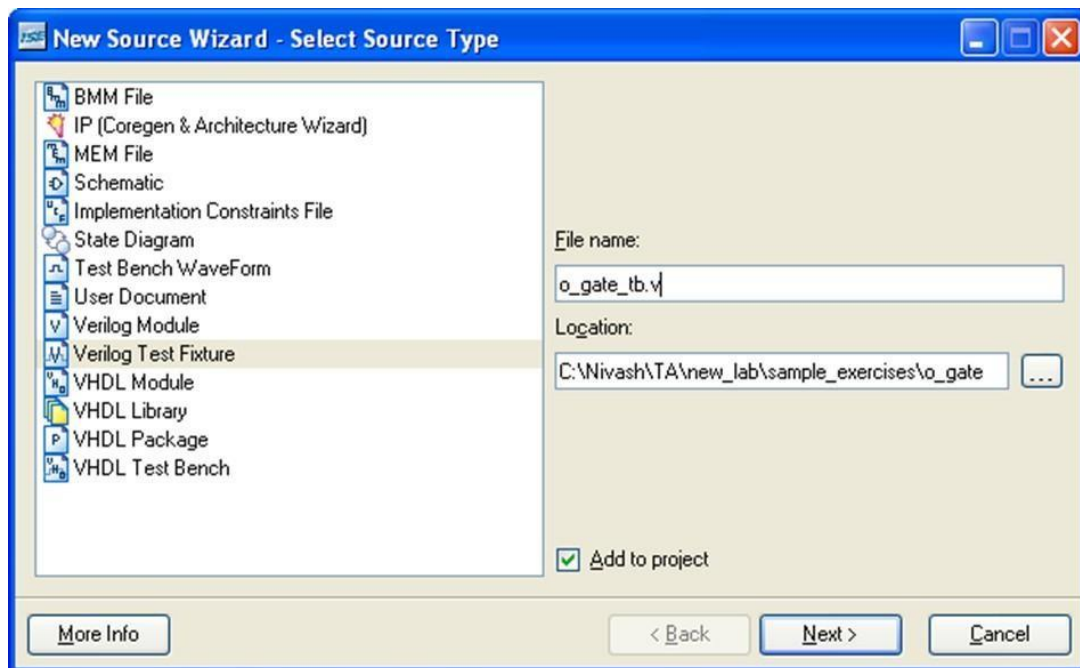 New Source Wizard - Select Source Type
BMM File
IP (Coregen & Architecture Wizard)
MEM File
Schematic
Implementation Constraints File
State Diagram
Test Bench WaveForm
User Document
Verilog Module
Verilog Test Fixture
VHDL Module
VHDL Library
VHDL Package
VHDL Test Bench
File name:
o_gate_tb.v
Location:
C:\Nivash\TA\new_lab\sample_exercises\o_gate
...
Add to project
More Info
< Back
Next >
Cancel